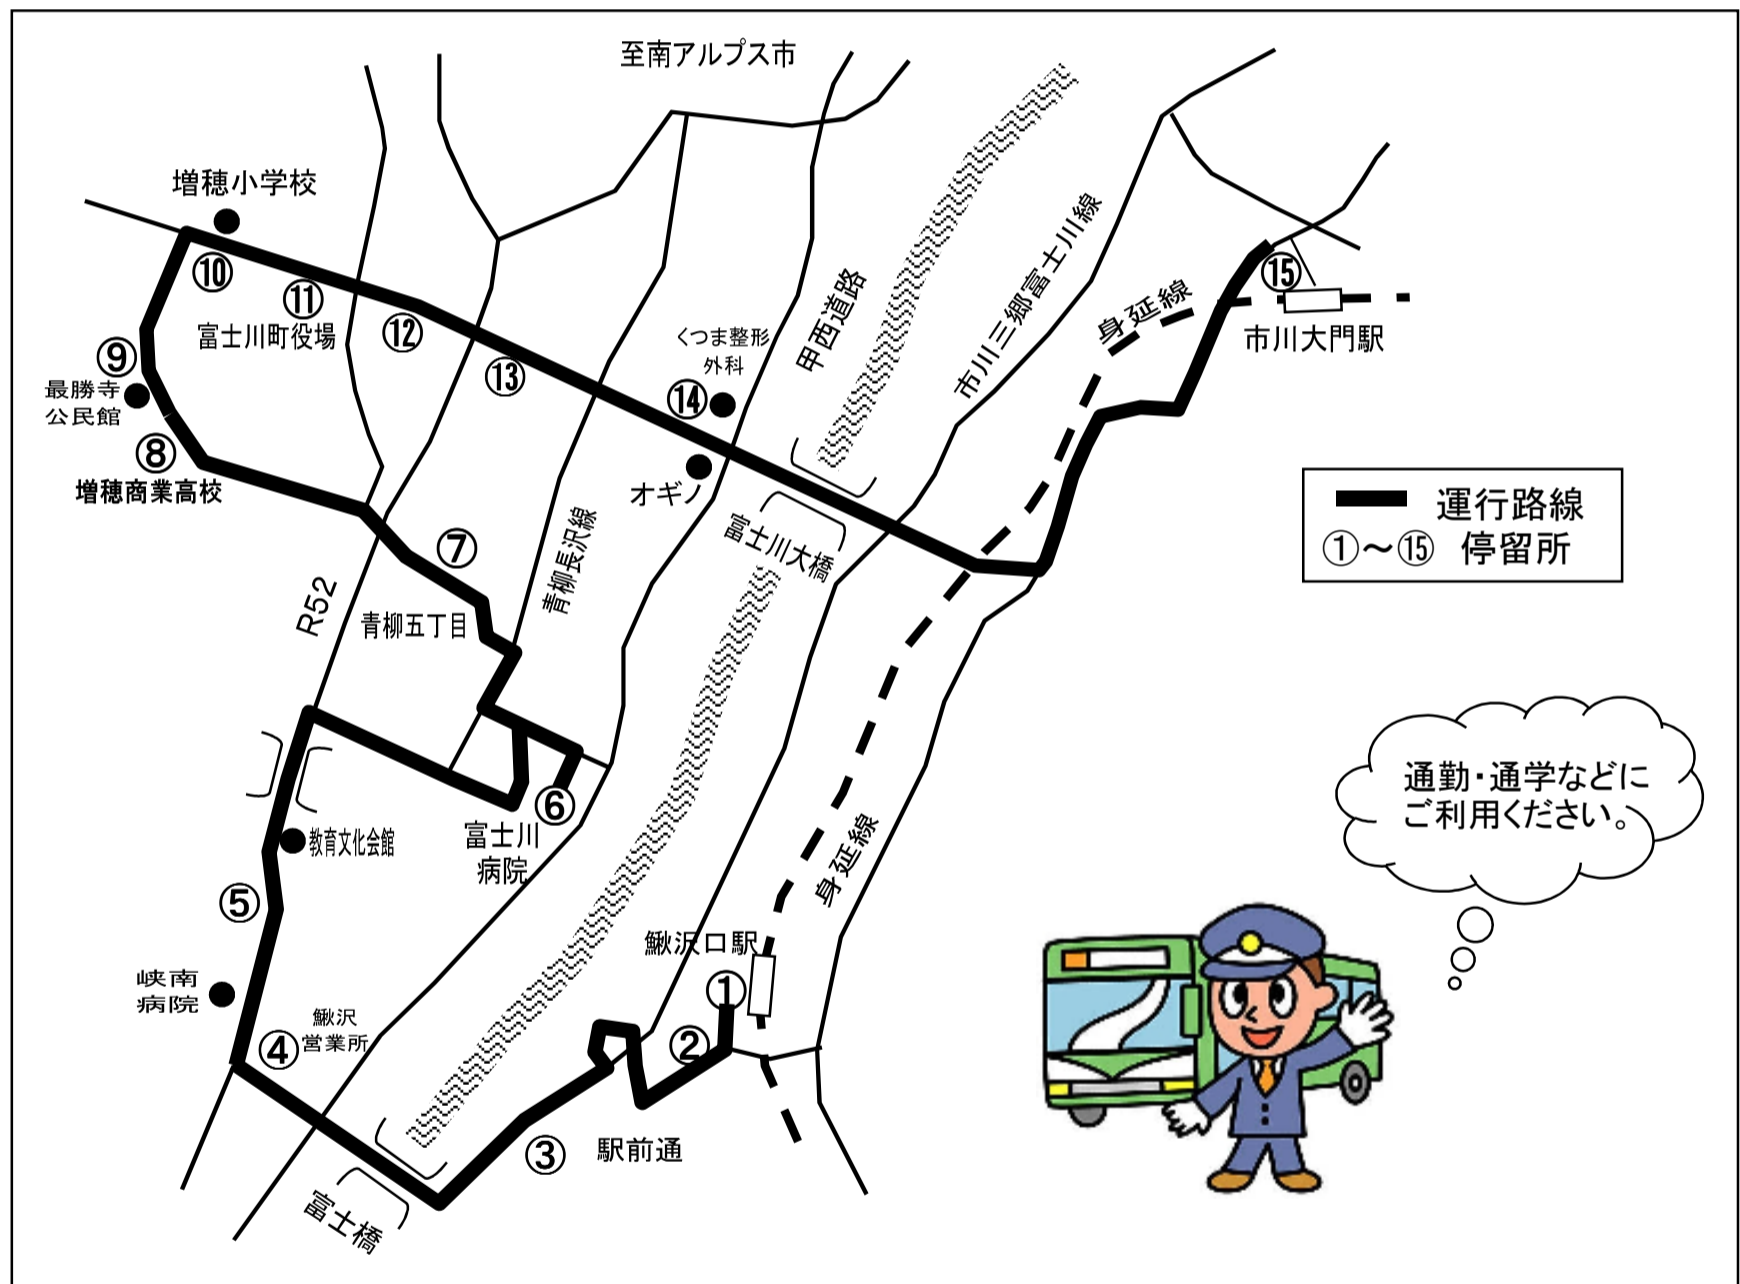 至南アルプス市
増穂小学校
⑩
⑪
富士川町役場
⑫
⑬
くつま整形
外科
⑭
オギノ
甲西道路
市川三郷富士川線
身延線
⑮
市川大門駅
⑨
最勝寺
公民館
⑧
増穂商業高校
⑦
青柳長沢線
富士川大橋
運行路線
①～⑮ 停留所
R52
青柳五丁目
⑥
富士川
病院
教育文化会館
⑤
峡南
病院
④
鰍沢
営業所
身延線
鰍沢口駅
①
②
③
駅前通
富士橋
通勤・通学などに
ご利用ください。